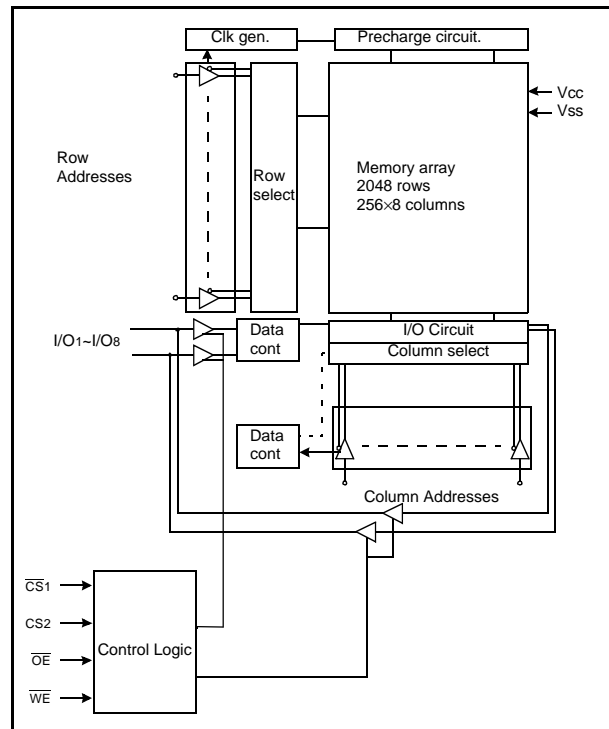 Clk gen.
Precharge circuit.
Vcc
Vss
Row
Addresses
Row
select
Memory array
2048 rows
256×8 columns
I/O1~I/O8
Data
cont
I/O Circuit
Column select
Data
cont
Column Addresses
CS1
CS2
OE
WE
Control Logic